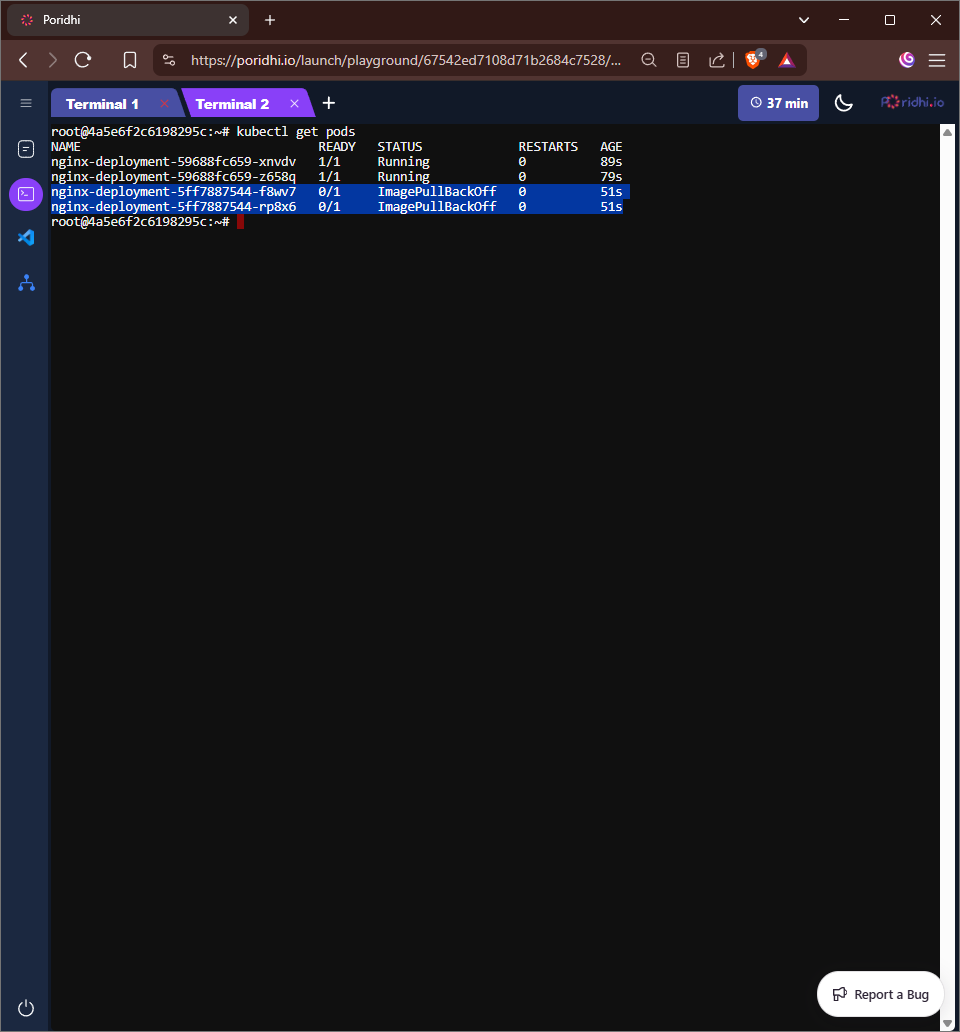 Poridhi
https://poridhi.io/launch/playground/67542ed7108d71b2684c7528/...
4
Terminal 1
Terminal 2
37 min
Poridhi.io
root@4a5e6f2c6198295c:~# kubectl get pods
NAME READY STATUS RESTARTS AGE
nginx-deployment-59688fc659-xnvdv 1/1 Running 0 89s
nginx-deployment-59688fc659-z658q 1/1 Running 0 79s
nginx-deployment-5ff7887544-f8wv7 0/1 ImagePullBackOff 0 51s
nginx-deployment-5ff7887544-rp8x6 0/1 ImagePullBackOff 0 51s
root@4a5e6f2c6198295c:~#
Report a Bug